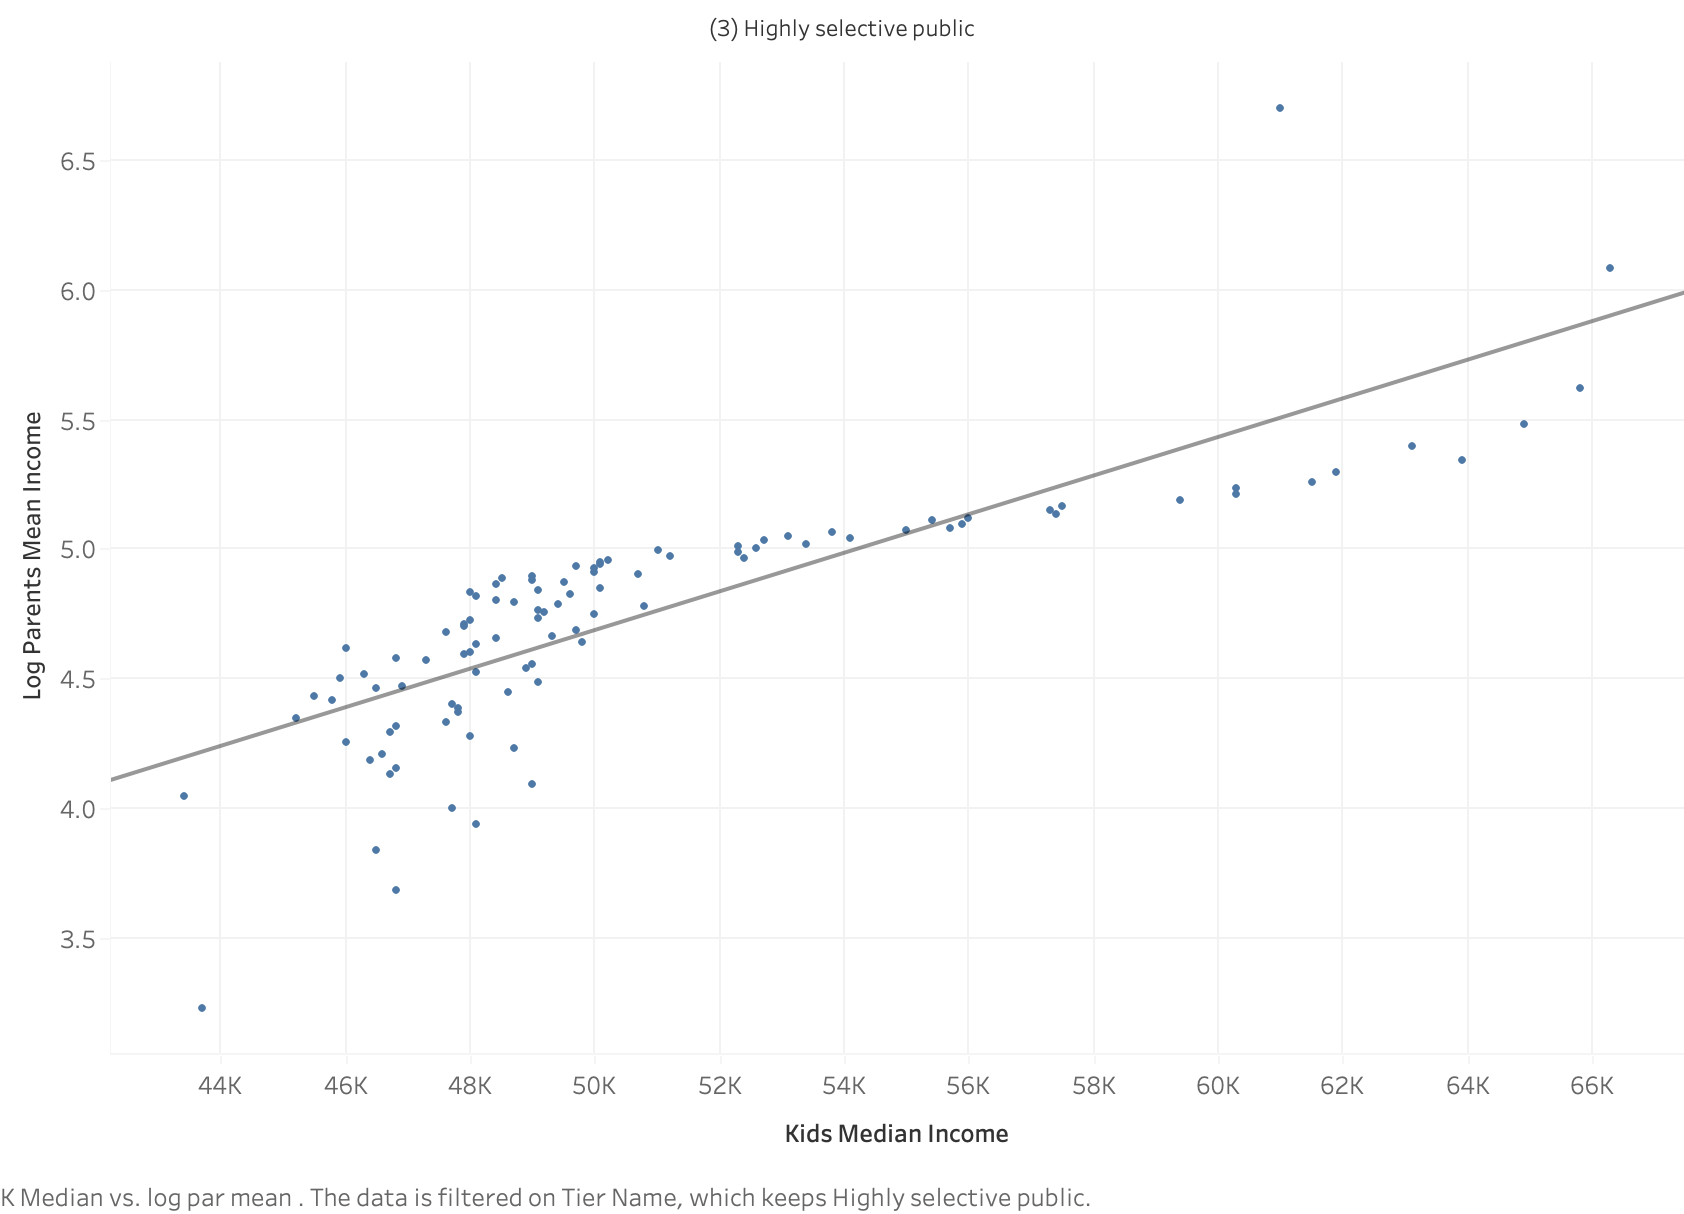 (3) Highly selective public
6.5
6.0
5.5
5.0
4.5
4.0
3.5
Log Parents Mean Income
44K 46K 48K 50K 52K 54K 56K 58K 60K 62K 64K 66K
Kids Median Income
K Median vs. log par mean . The data is filtered on Tier Name, which keeps Highly selective public.